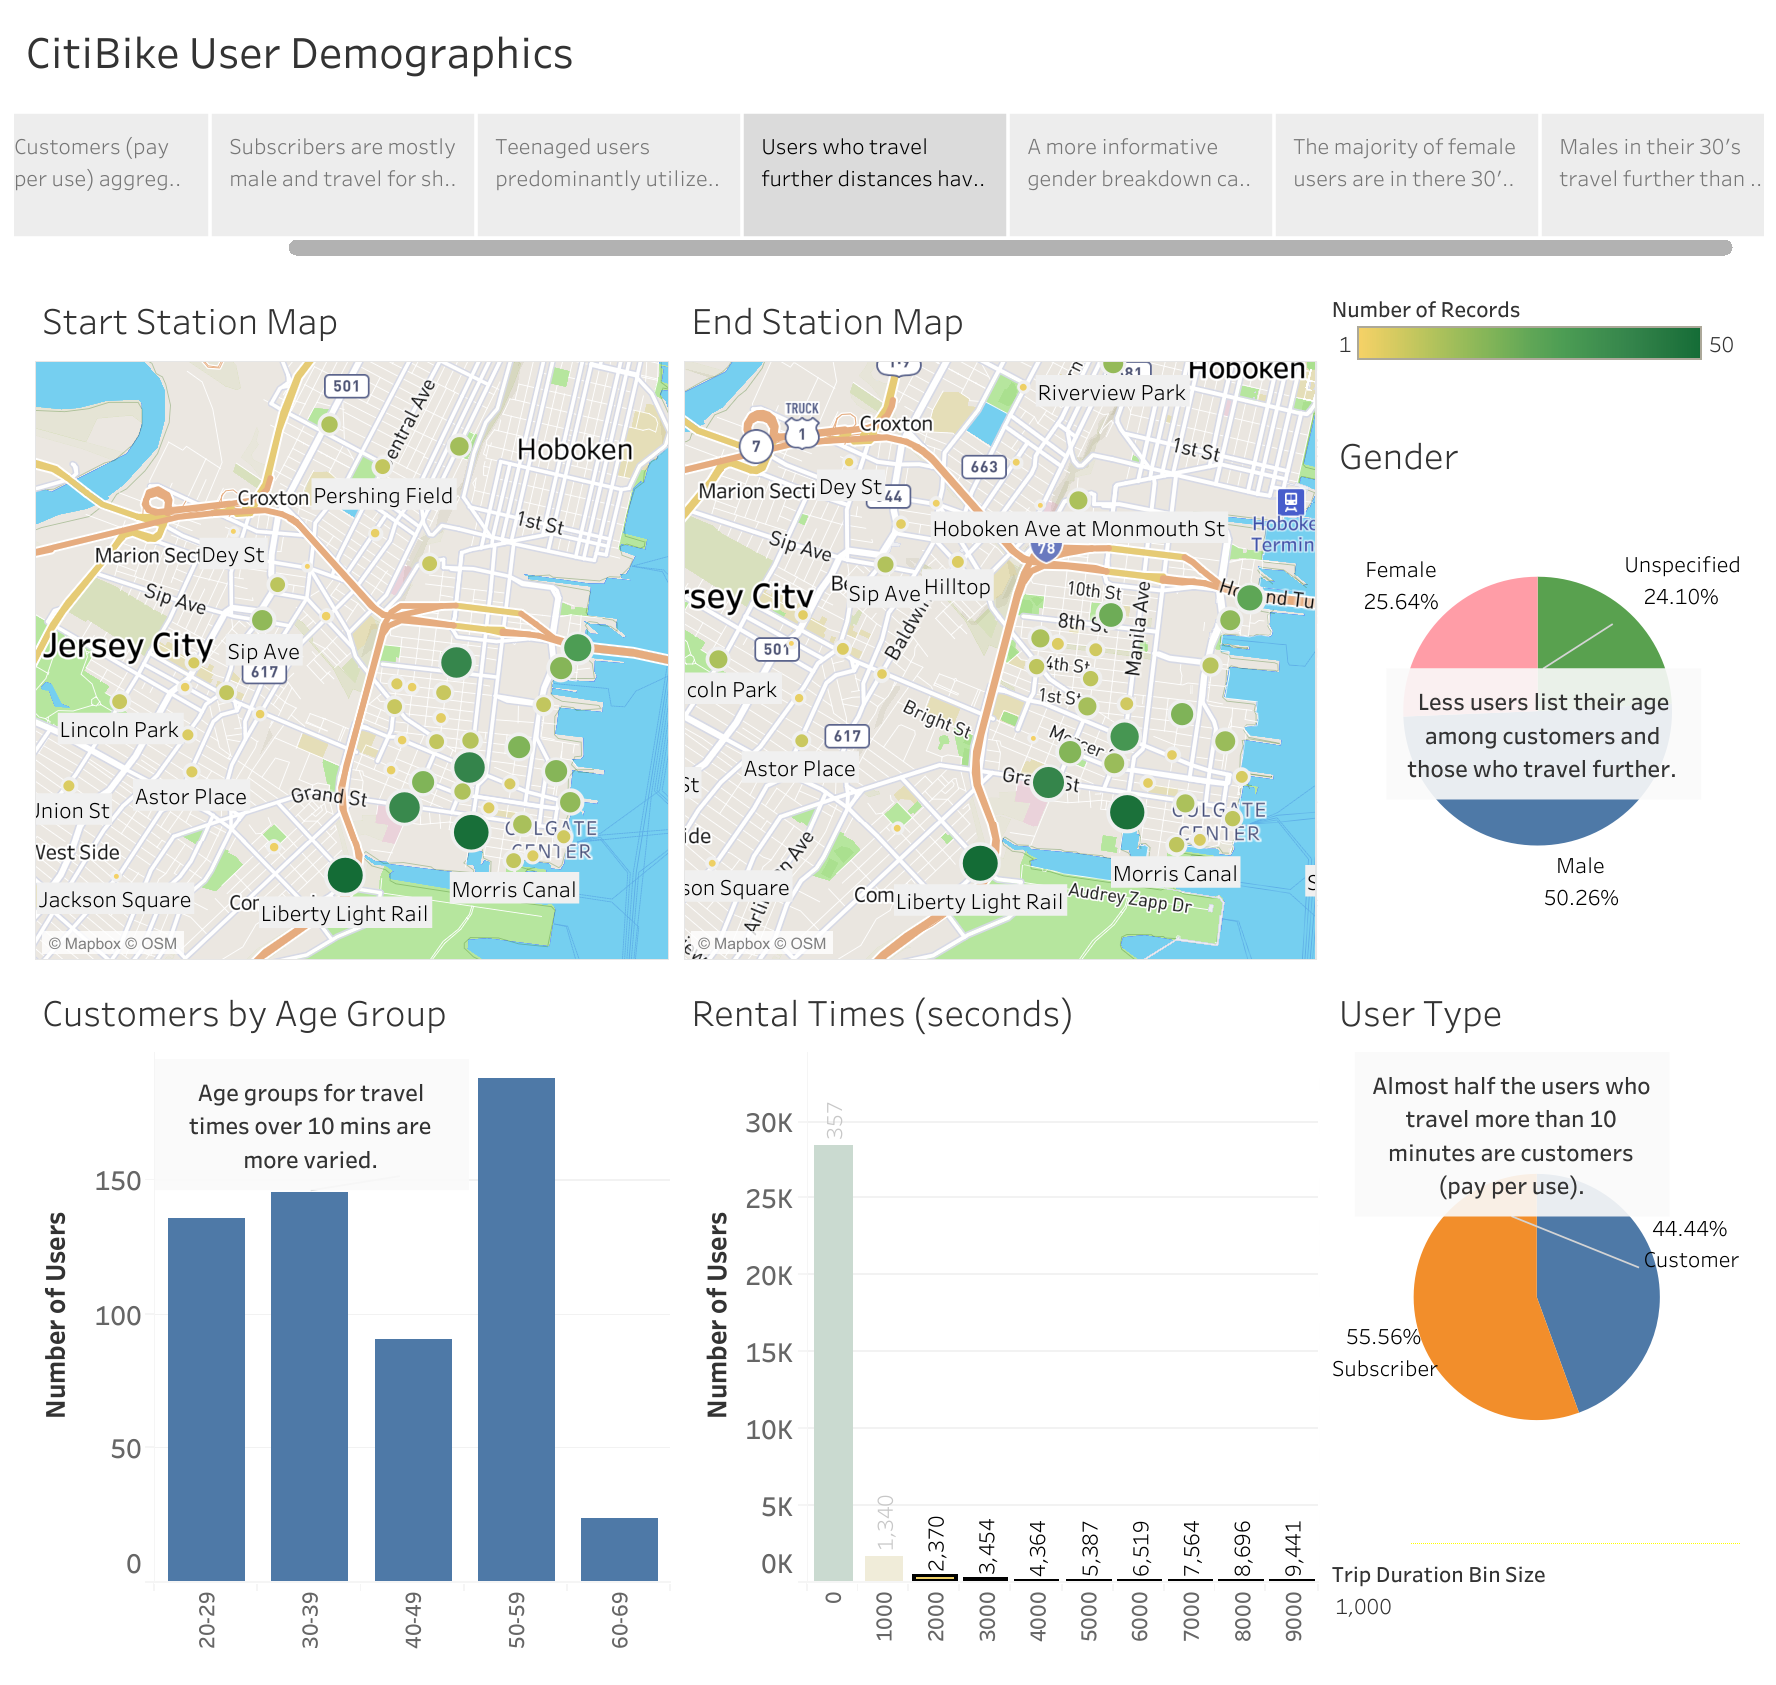 CitiBike User Demographics
Customers (pay
per use) aggreg..
Subscribers are mostly
male and travel for sh..
Teenaged users
predominantly utilize..
Users who travel
further distances hav..
A more informative
gender breakdown ca..
The majority of female
users are in there 30’..
Males in their 30’s
travel further than ..
Start Station Map
501
Central Ave
Hoboken
Croxton
Pershing Field
1st St
Dey St
Sip Ave
Jersey City
Sip Ave
617
Lincoln Park
Union St
Astor Place
Grand St
COLGATE
CENTER
West Side
Jackson Square
Morris Canal
Liberty Light Rail
© Mapbox © OSM
End Station Map
81
Hoboken
Riverview Park
TRUCK
1
7
Croxton
1st St
663
Dey St
44
Hoboken Ave at Monmouth St
78
Sip Ave
Sip Ave
Hilltop
10th St
8th St
Manila Ave
4th St
501
coln Park
1st St
Bright St
617
Mercer
Astor Place
St
Grand St
COLGATE
CENTER
ide
son Square
Morris Canal
Com
Liberty Light Rail
Audrey Zapp Dr
© Mapbox © OSM
Number of Records
1
50
Gender
Female
25.64%
Unspecified
24.10%
Less users list their age
among customers and
those who travel further.
Male
50.26%
Customers by Age Group
Age groups for travel
times over 10 mins are
more varied.
Number of Users
150
100
50
0
20-29
30-39
40-49
50-59
60-69
Rental Times (seconds)
Number of Users
30K
25K
20K
15K
10K
5K
0K
357
1,340
2,370
3,454
4,364
5,387
6,519
7,564
8,696
9,441
0
1000
2000
3000
4000
5000
6000
7000
8000
9000
User Type
Almost half the users who
travel more than 10
minutes are customers
(pay per use).
44.44%
Customer
55.56%
Subscriber
Trip Duration Bin Size
1,000